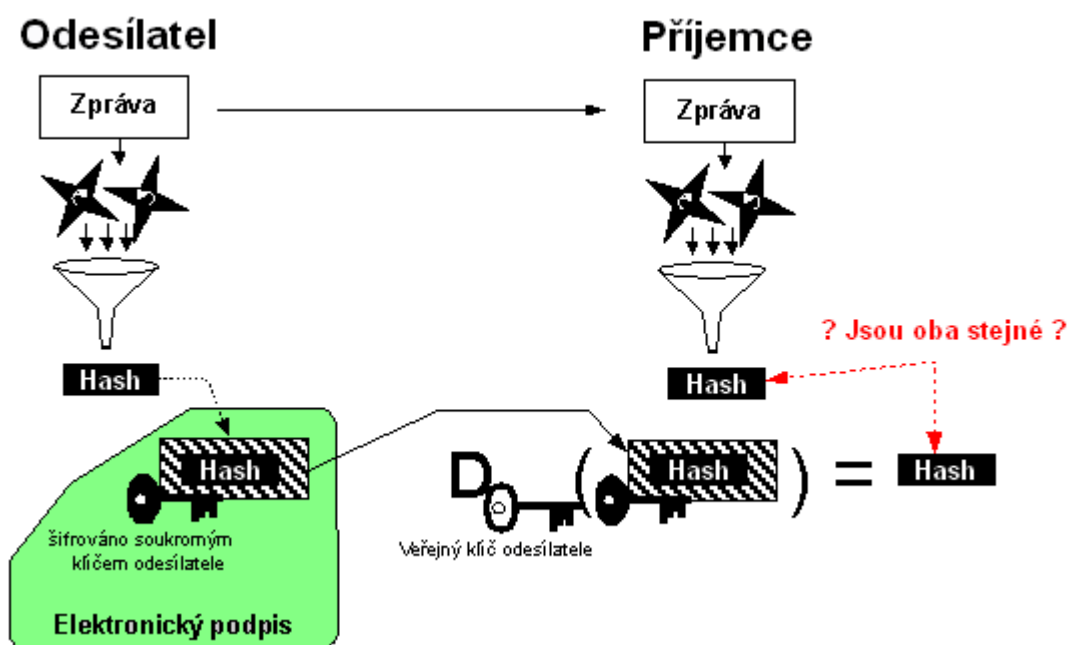 Odesílatel
Příjemce
Zpráva
Zpráva
? Jsou oba stejné ?
Hash
Hash
Hash
D
(
Hash
)
=
Hash
šifrováno soukromým
klíčem odesílatele
Veřejný klíč odesílatele
Elektronický podpis